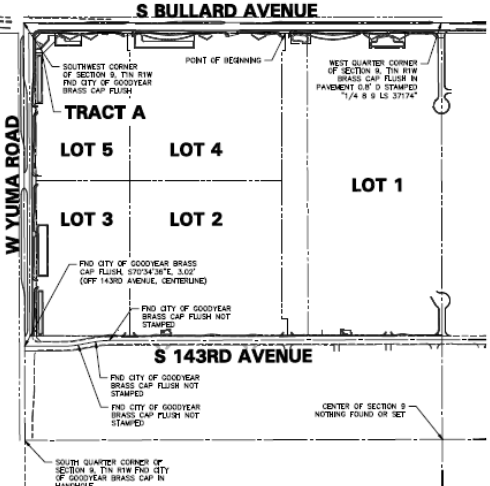 S BULLARD AVENUE
SOUTHWEST CORNER
OF SECTION 9, T1N R1W
FND CITY OF GOODYEAR
BRASS CAP FLUSH
POINT OF BEGINNING
WEST QUARTER CORNER
OF SECTION 9, T1N R1W
BRASS CAP FLUSH IN
PAVEMENT 0.8' D STAMPED
"1/4 8 9 LS 37174"
TRACT A
W YUMA ROAD
LOT 5
LOT 4
LOT 1
LOT 3
LOT 2
FND CITY OF GOODYEAR BRASS
CAP FLUSH, S70°34'38"E, 3.02'
(OFF 143RD AVENUE, CENTERLINE)
FND CITY OF GOODYEAR
BRASS CAP FLUSH NOT
STAMPED
S 143RD AVENUE
FND CITY OF GOODYEAR
BRASS CAP FLUSH NOT
STAMPED
FND CITY OF GOODYEAR
BRASS CAP FLUSH NOT
STAMPED
CENTER OF SECTION 9
NOTHING FOUND OR SET
SOUTH QUARTER CORNER OF
SECTION 9, T1N R1W FND CITY
OF GOODYEAR BRASS CAP IN
HANDHOLE